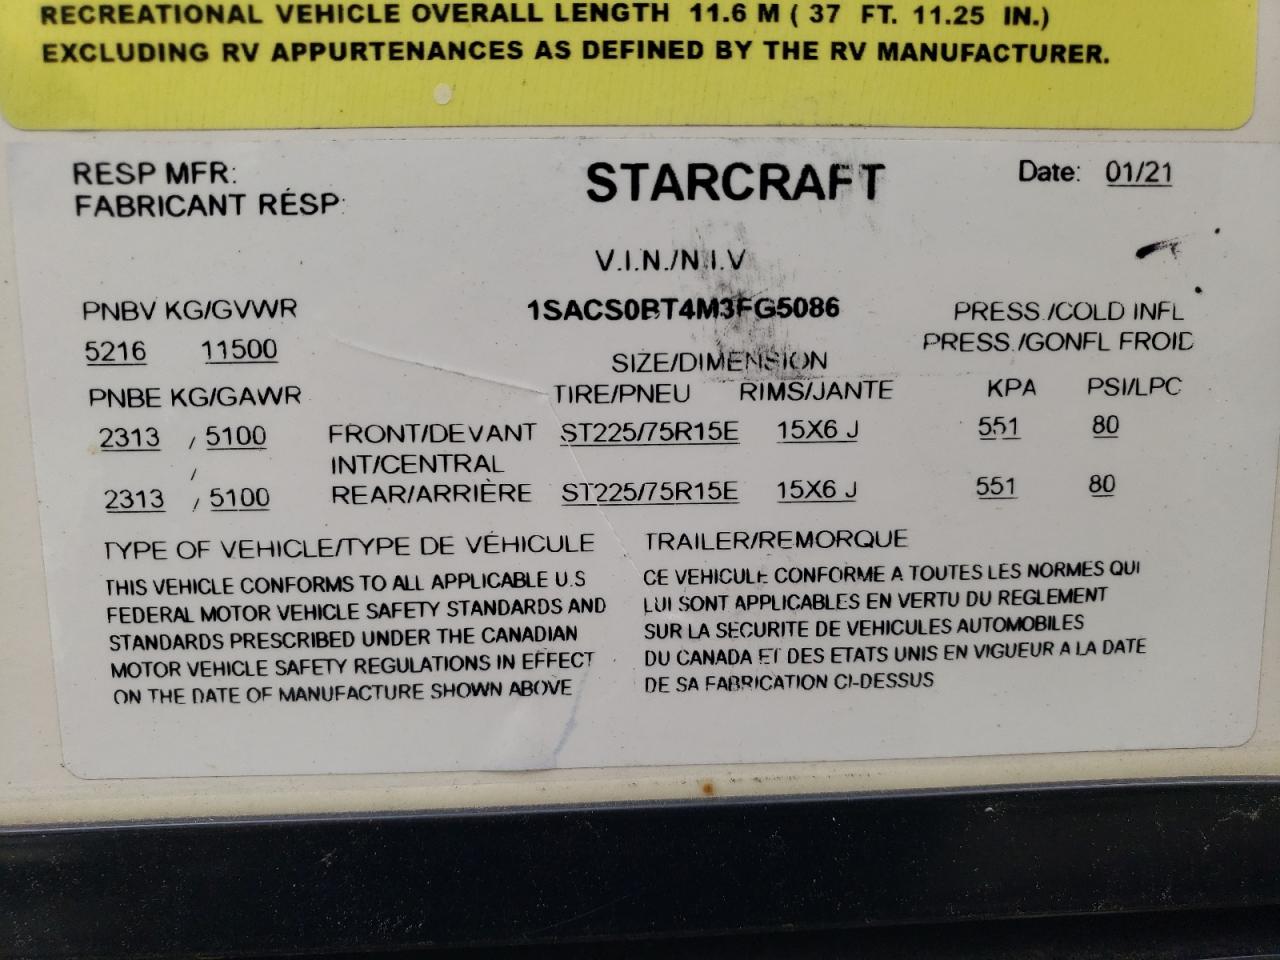 RECREATIONAL VEHICLE OVERALL LENGTH 11.6 M ( 37 FT. 11.25 IN.)
EXCLUDING RV APPURTENANCES AS DEFINED BY THE RV MANUFACTURER.
RESP MFR: STARCRAFT Date: 01/21
FABRICANT RÉSP:
V.I.N./N.I.V
PNBV KG/GVWR 1SACS0BT4M3FG5086 PRESS./COLD INFL
5216 11500 SIZE/DIMENSION PRESS./GONFL FROID
PNBE KG/GAWR TIRE/PNEU RIMS/JANTE KPA PSI/LPC
2313 / 5100 FRONT/DEVANT ST225/75R15E 15X6 J 551 80
/ INT/CENTRAL
2313 / 5100 REAR/ARRIÈRE ST225/75R15E 15X6 J 551 80
TYPE OF VEHICLE/TYPE DE VÉHICULE TRAILER/REMORQUE
THIS VEHICLE CONFORMS TO ALL APPLICABLE U.S
FEDERAL MOTOR VEHICLE SAFETY STANDARDS AND
STANDARDS PRESCRIBED UNDER THE CANADIAN
MOTOR VEHICLE SAFETY REGULATIONS IN EFFECT
ON THE DATE OF MANUFACTURE SHOWN ABOVE
CE VEHICULE CONFORME A TOUTES LES NORMES QUI
LUI SONT APPLICABLES EN VERTU DU REGLEMENT
SUR LA SECURITE DE VEHICULES AUTOMOBILES
DU CANADA ET DES ETATS UNIS EN VIGUEUR A LA DATE
DE SA FABRICATION CI-DESSUS